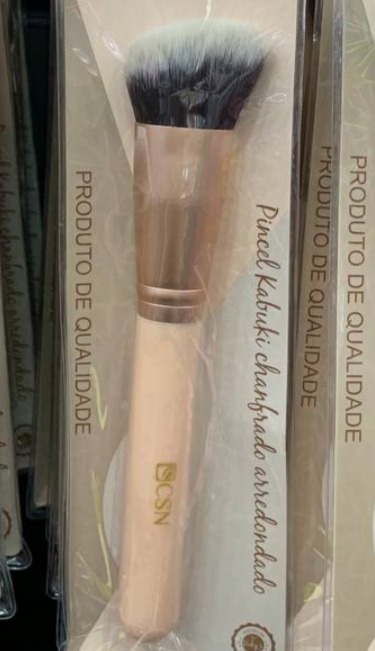 PRODUTO DE QUALIDADE
CSN
Pincel Kabuki chanfrado arredondado
PRODUTO DE QUALIDADE
PRODUTO DE QUALIDADE